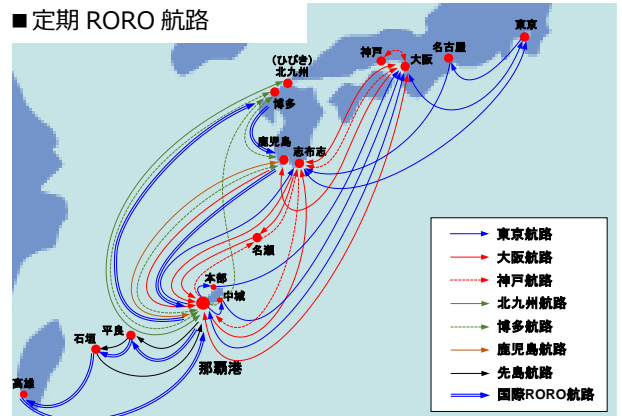 ■定期 RORO 航路
東京
名古屋
神戸
大阪
(ひびき)
北九州
博多
鹿児島
志布志
名瀬
本部
中城
那覇港
平良
石垣
高雄
東京航路
大阪航路
神戸航路
北九州航路
博多航路
鹿児島航路
先島航路
国際RORO航路